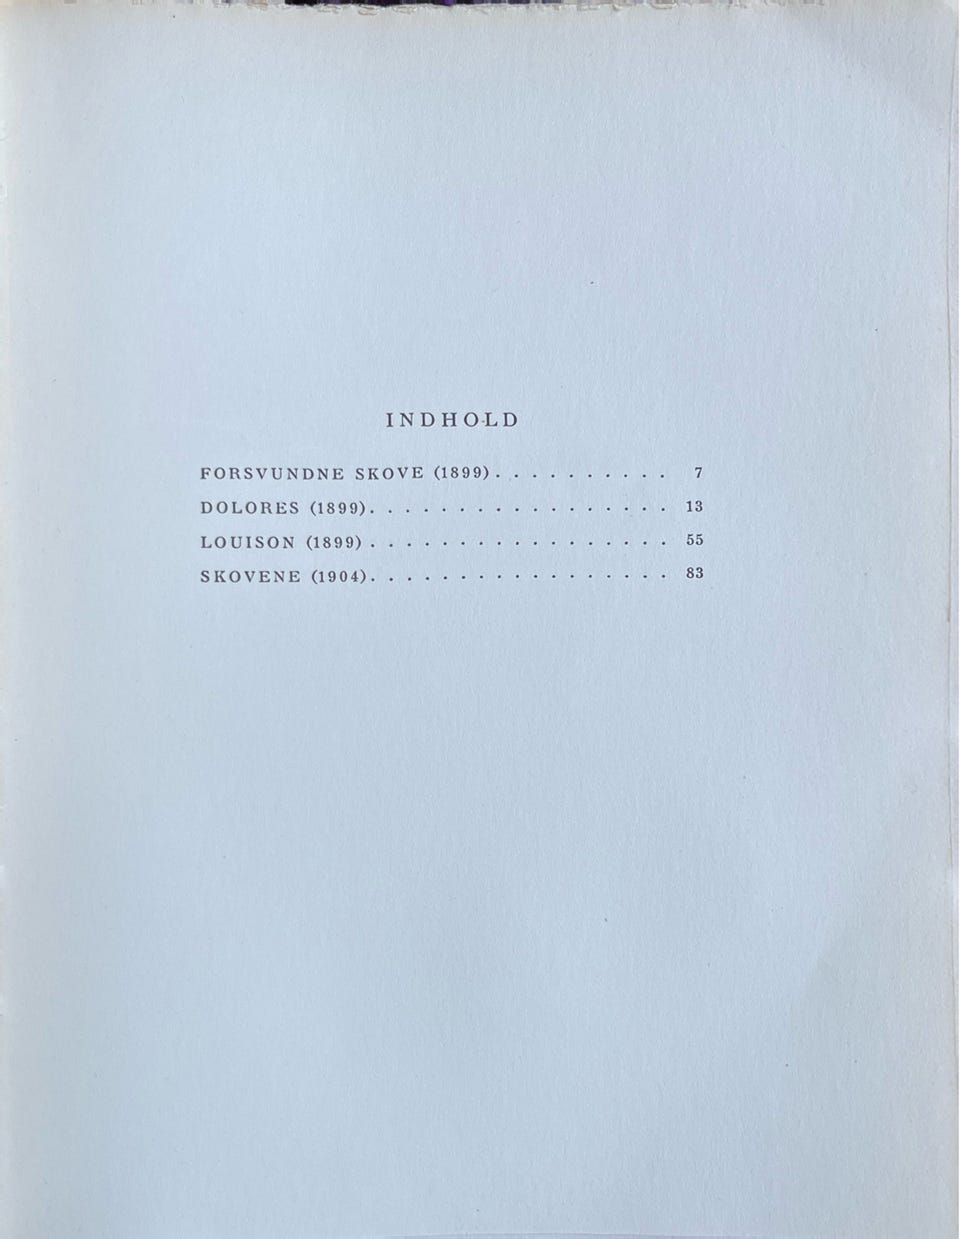 INDHOLD
FORSVUNDNE SKOVE (1899). . . . . . . . . . 7
DOLORES (1899). . . . . . . . . . . . . . . . . 13
LOUISON (1899) . . . . . . . . . . . . . . . . . 55
SKOVENE (1904). . . . . . . . . . . . . . . . . 83